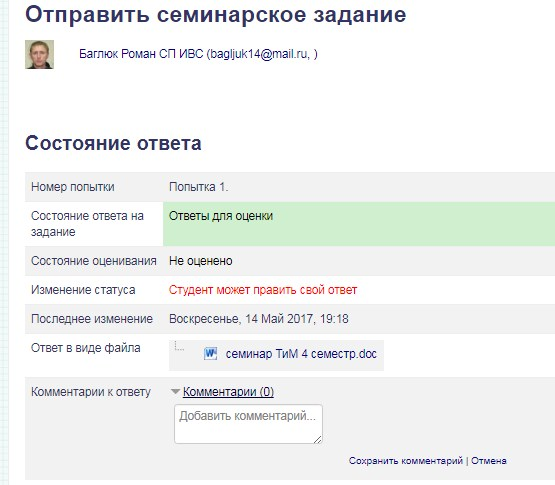 Отправить семинарское задание
Баглюк Роман СП ИВС (bagljuk14@mail.ru, )
Состояние ответа
Номер попытки Попытка 1.
Состояние ответа на Ответы для оценки
задание
Состояние оценивания Не оценено
Изменение статуса Студент может править свой ответ
Последнее изменение Воскресенье, 14 Май 2017, 19:18
Ответ в виде файла семинар ТиМ 4 семестр.doc
Комментарии к ответу Комментарии (0)
Добавить комментарий...
Сохранить комментарий | Отмена